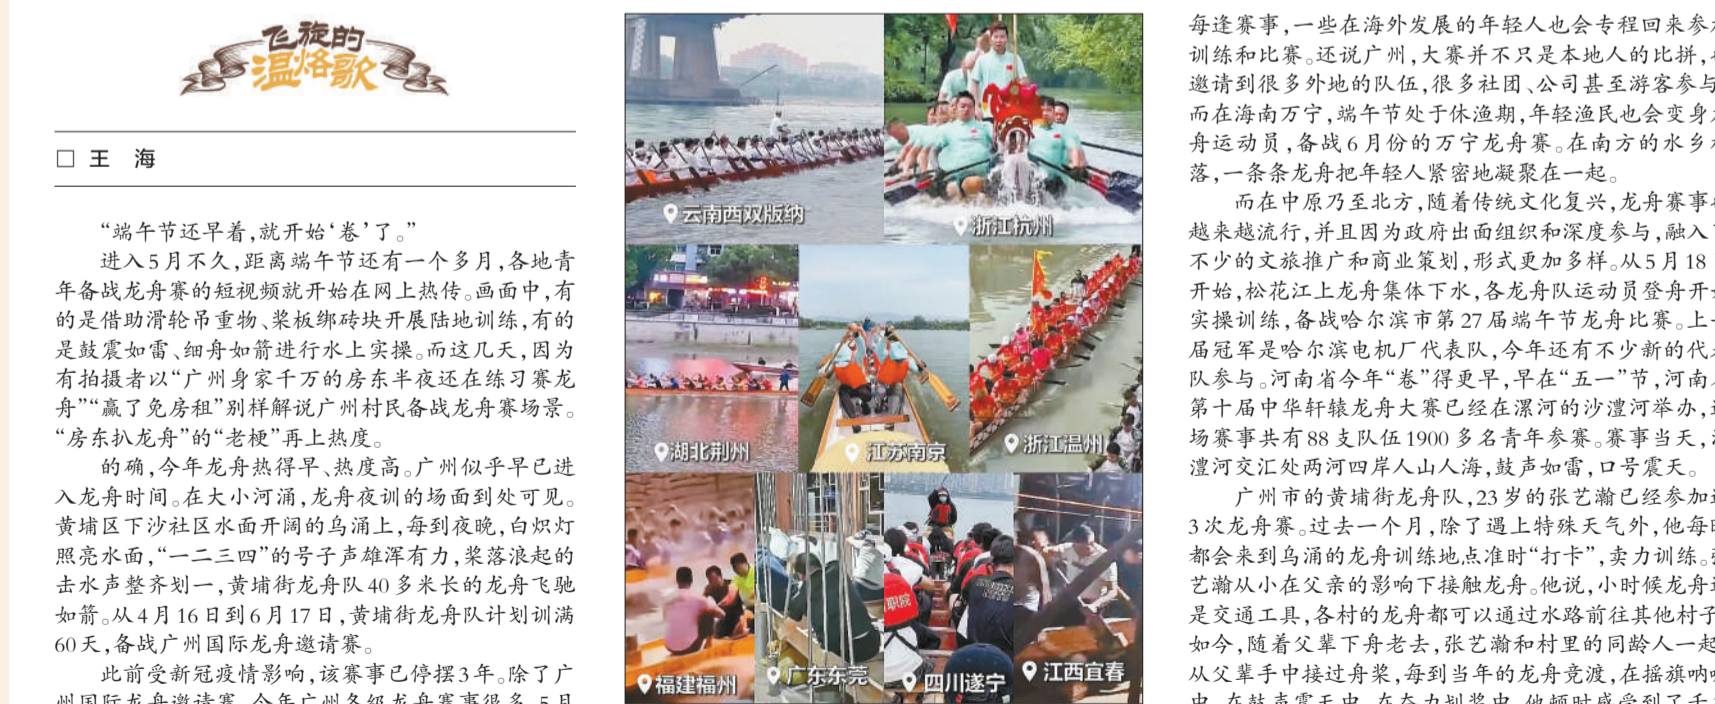 飞旋的
温烙歌
□ 王　海
“端午节还早着,就开始‘卷’了。”
进入5月不久,距离端午节还有一个多月,各地青
年备战龙舟赛的短视频就开始在网上热传。画面中,有
的是借助滑轮吊重物、桨板绑砖块开展陆地训练,有的
是鼓震如雷、细舟如箭进行水上实操。而这几天,因为
有拍摄者以“广州身家千万的房东半夜还在练习赛龙
舟”“赢了免房租”别样解说广州村民备战龙舟赛场景。
“房东扒龙舟”的“老梗”再上热度。
的确,今年龙舟热得早、热度高。广州似乎早已进
入龙舟时间。在大小河涌,龙舟夜训的场面到处可见。
黄埔区下沙社区水面开阔的乌涌上,每到夜晚,白炽灯
照亮水面,“一二三四”的号子声雄浑有力,桨落浪起的
击水声整齐划一,黄埔街龙舟队40多米长的龙舟飞驰
如箭。从4月16日到6月17日,黄埔街龙舟队计划训满
60天,备战广州国际龙舟邀请赛。
此前受新冠疫情影响,该赛事已停摆3年。除了广
州国际龙舟邀请赛,今年广州各级龙舟赛事很多,5月
云南西双版纳
浙江杭州
湖北荆州
江苏南京
浙江温州
职院
福建福州
广东东莞
四川遂宁
江西宜春
每逢赛事,一些在海外发展的年轻人也会专程回来参
训练和比赛。还说广州,大赛并不只是本地人的比拼,
邀请到很多外地的队伍,很多社团、公司甚至游客参与
而在海南万宁,端午节处于休渔期,年轻渔民也会变身
舟运动员,备战6月份的万宁龙舟赛。在南方的水乡
落,一条条龙舟把年轻人紧密地凝聚在一起。
而在中原乃至北方,随着传统文化复兴,龙舟赛事
越来越流行,并且因为政府出面组织和深度参与,融入
不少的文旅推广和商业策划,形式更加多样。从5月18
开始,松花江上龙舟集体下水,各龙舟队运动员登舟开
实操训练,备战哈尔滨市第27届端午节龙舟比赛。上
届冠军是哈尔滨电机厂代表队,今年还有不少新的代
队参与。河南省今年“卷”得更早,早在“五一”节,河南
第十届中华轩辕龙舟大赛已经在漯河的沙澧河举办,
场赛事共有88支队伍1900多名青年参赛。赛事当天,
澧河交汇处两河四岸人山人海,鼓声如雷,口号震天。
广州市的黄埔街龙舟队,23岁的张艺瀚已经参加
3次龙舟赛。过去一个月,除了遇上特殊天气外,他每
都会来到乌涌的龙舟训练地点准时“打卡”,卖力训练。
艺瀚从小在父亲的影响下接触龙舟。他说,小时候龙舟
是交通工具,各村的龙舟都可以通过水路前往其他村子
如今,随着父辈下舟老去,张艺瀚和村里的同龄人一起
从父辈手中接过舟桨,每到当年的龙舟竞渡,在摇旗呐
中,在鼓声震天中,在奋力划桨中,他顿时感受到了